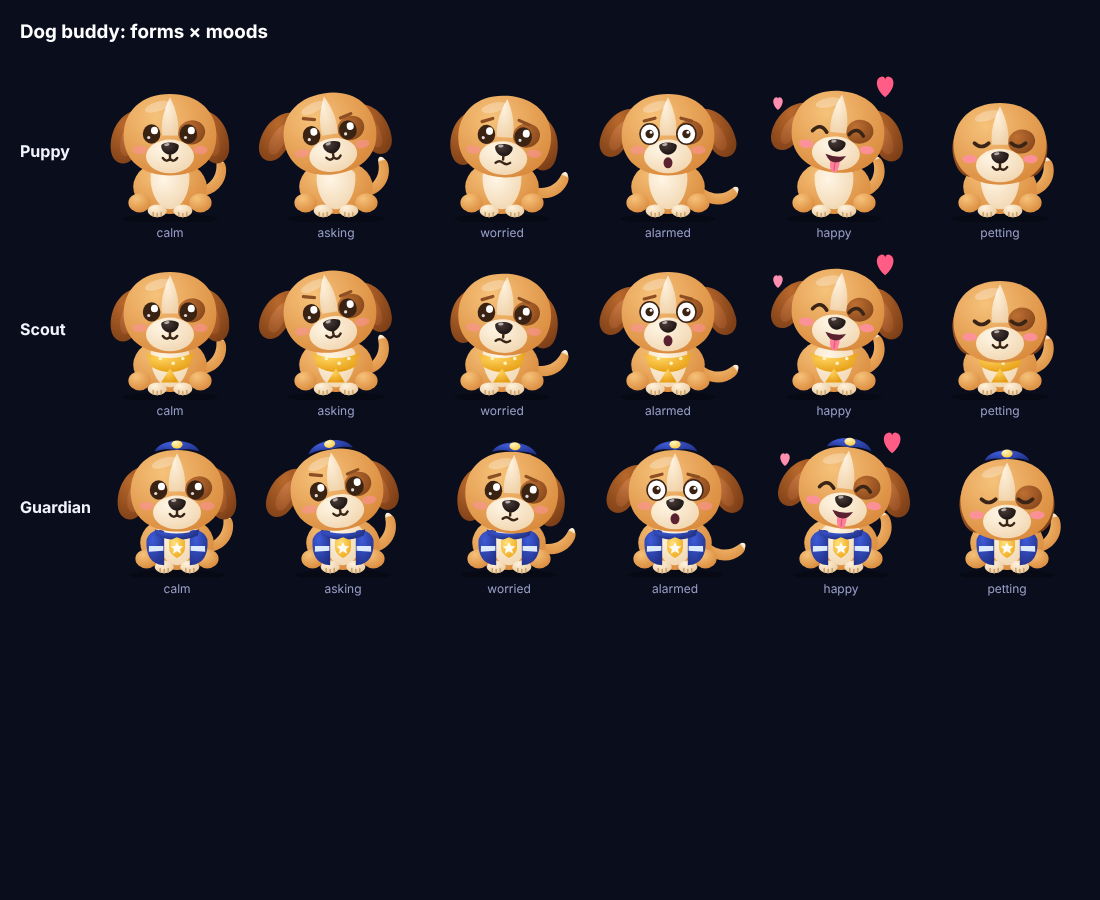 Dog buddy: forms × moods
Puppy
calm asking worried alarmed happy petting
Scout
calm asking worried alarmed happy petting
Guardian
calm asking worried alarmed happy petting